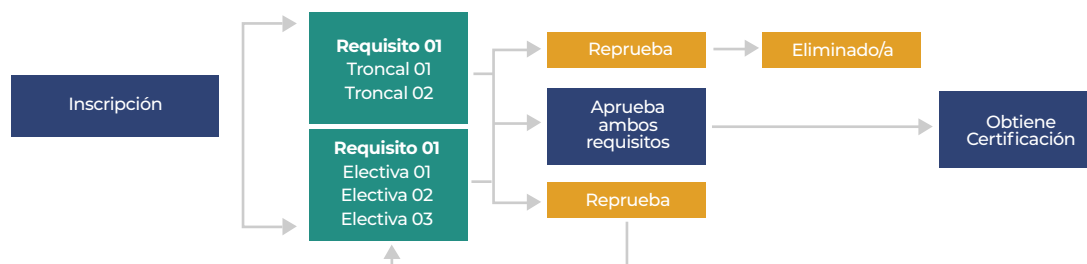 Inscripción
Requisito 01
Troncal 01
Troncal 02
Requisito 01
Electiva 01
Electiva 02
Electiva 03
Reprueba
Eliminado/a
Aprueba
ambos
requisitos
Obtiene
Certificación
Reprueba